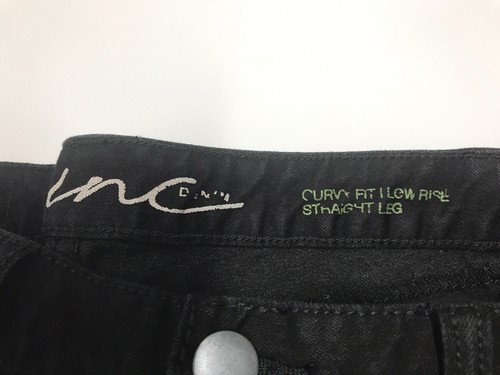 inc DENIM
CURVY FIT | LOW RISE
STRAIGHT LEG